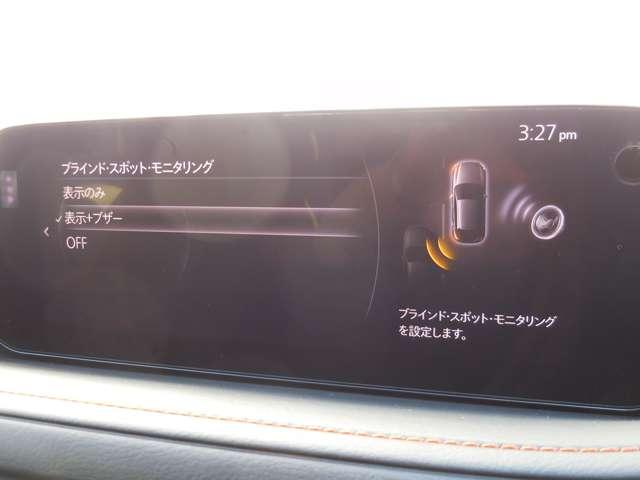 3:27 pm
ブラインド・スポット・モニタリング
表示のみ
表示+ブザー
OFF
ブラインド・スポット・モニタリング
を設定します。